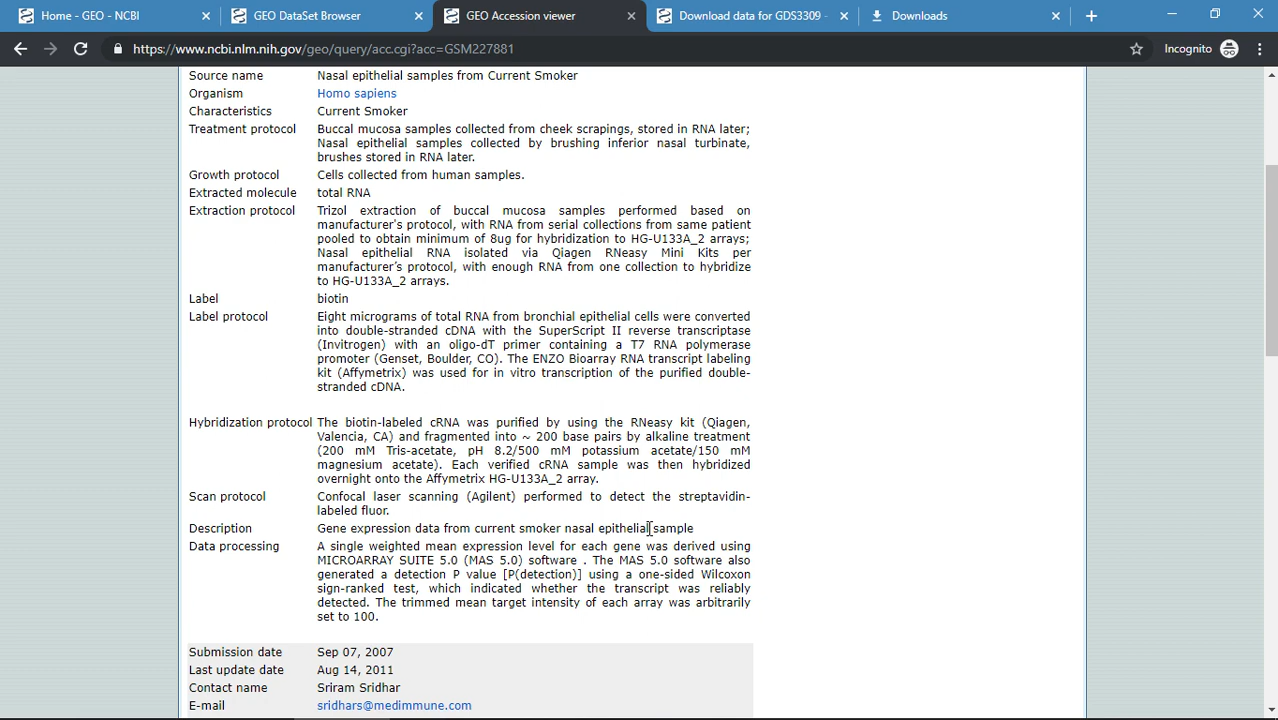 Home - GEO - NCBI
GEO DataSet Browser
GEO Accession viewer
Download data for GDS3309 -
Downloads
https://www.ncbi.nlm.nih.gov/geo/query/acc.cgi?acc=GSM227881
Incognito
Source name Nasal epithelial samples from Current Smoker
Organism Homo sapiens
Characteristics Current Smoker
Treatment protocol Buccal mucosa samples collected from cheek scrapings, stored in RNA later;
Nasal epithelial samples collected by brushing inferior nasal turbinate,
brushes stored in RNA later.
Growth protocol Cells collected from human samples.
Extracted molecule total RNA
Extraction protocol Trizol extraction of buccal mucosa samples performed based on
manufacturer's protocol, with RNA from serial collections from same patient
pooled to obtain minimum of 8ug for hybridization to HG-U133A_2 arrays;
Nasal epithelial RNA isolated via Qiagen RNeasy Mini Kits per
manufacturer's protocol, with enough RNA from one collection to hybridize
to HG-U133A_2 arrays.
Label biotin
Label protocol Eight micrograms of total RNA from bronchial epithelial cells were converted
into double-stranded cDNA with the SuperScript II reverse transcriptase
(Invitrogen) with an oligo-dT primer containing a T7 RNA polymerase
promoter (Genset, Boulder, CO). The ENZO Bioarray RNA transcript labeling
kit (Affymetrix) was used for in vitro transcription of the purified double-
stranded cDNA.
Hybridization protocol The biotin-labeled cRNA was purified by using the RNeasy kit (Qiagen,
Valencia, CA) and fragmented into ~ 200 base pairs by alkaline treatment
(200 mM Tris-acetate, pH 8.2/500 mM potassium acetate/150 mM
magnesium acetate). Each verified cRNA sample was then hybridized
overnight onto the Affymetrix HG-U133A_2 array.
Scan protocol Confocal laser scanning (Agilent) performed to detect the streptavidin-
labeled fluor.
Description Gene expression data from current smoker nasal epithelial sample
Data processing A single weighted mean expression level for each gene was derived using
MICROARRAY SUITE 5.0 (MAS 5.0) software . The MAS 5.0 software also
generated a detection P value [P(detection)] using a one-sided Wilcoxon
sign-ranked test, which indicated whether the transcript was reliably
detected. The trimmed mean target intensity of each array was arbitrarily
set to 100.
Submission date Sep 07, 2007
Last update date Aug 14, 2011
Contact name Sriram Sridhar
E-mail sridhars@medimmune.com